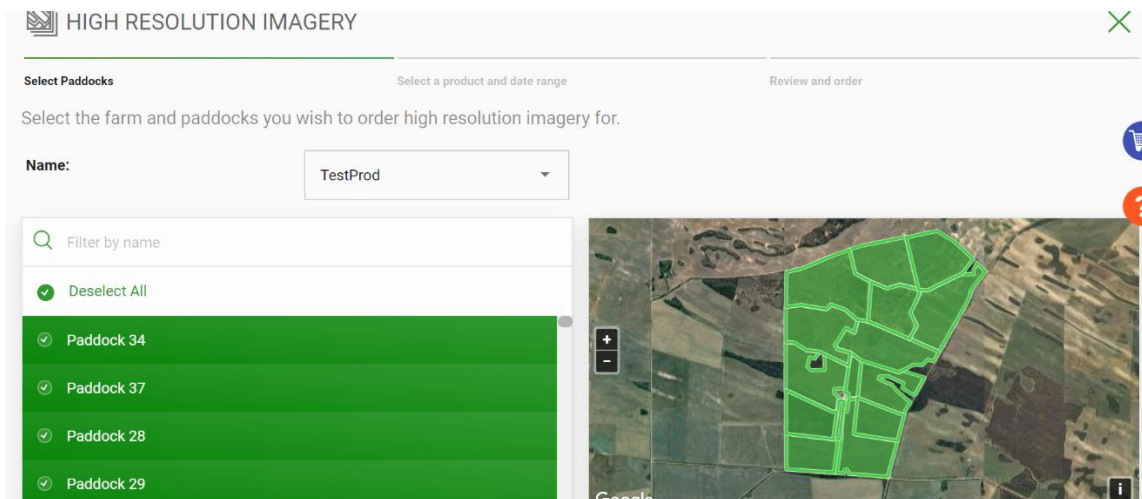 HIGH RESOLUTION IMAGERY
Select Paddocks
Select a product and date range
Review and order
Select the farm and paddocks you wish to order high resolution imagery for.
Name:
TestProd
Filter by name
Deselect All
Paddock 34
Paddock 37
Paddock 28
Paddock 29
+
-
Google
i
?